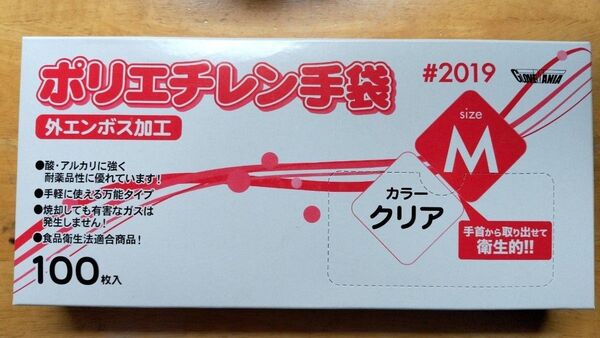 ポリエチレン手袋
#2019
GLOVE MANIA
外エンボス加工
size
M
●酸・アルカリに強く
耐薬品性に優れています!
●手軽に使える万能タイプ
●焼却しても有害なガスは
発生しません!
●食品衛生法適合商品!
カラー
クリア
手首から取り出せて
衛生的!!
100枚入